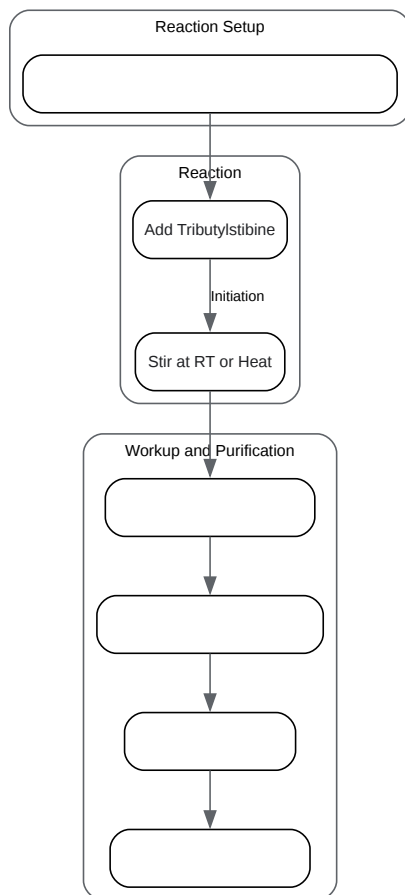 Reaction Setup
Reaction
Add Tributylstibine
Initiation
Stir at RT or Heat
Workup and Purification